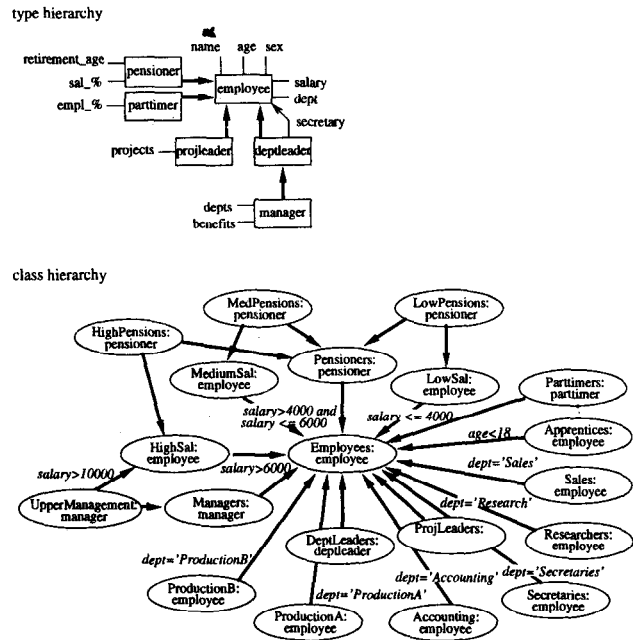 type hierarchy
name
age
sex
retirement_age
pensioner
sal_%
employee
salary
empl_%
parttimer
dept
secretary
projects
projleader
deptleader
depts
manager
benefits
class hierarchy
MedPensions:
pensioner
LowPensions:
pensioner
HighPensions:
pensioner
Pensioners:
pensioner
MediumSal:
employee
LowSal:
employee
Parttimers:
parttimer
salary>4000 and
salary <= 6000
salary <= 4000
age<18
Apprentices:
employee
HighSal:
employee
Employees:
employee
dept='Sales'
salary>10000
salary>6000
Sales:
employee
UpperManagement:
manager
Managers:
manager
dept='Research'
DeptLeaders:
deptleader
ProjLeaders:
Researchers:
employee
dept='ProductionB'
dept='Accounting'
dept='Secretaries'
ProductionB:
employee
dept='ProductionA'
Secretaries:
employee
ProductionA:
employee
Accounting:
employee